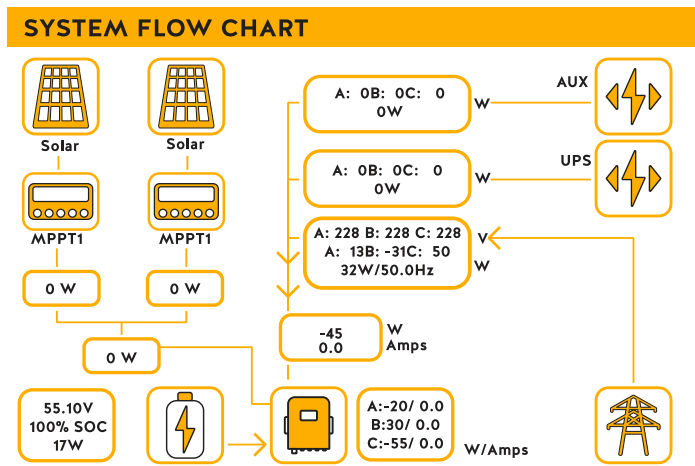 SYSTEM FLOW CHART
Solar
Solar
MPPT1
MPPT1
0 W
0 W
0 W
A: 0B: 0C: 0
0W
W
AUX
A: 0B: 0C: 0
0W
W
UPS
A: 228 B: 228 C: 228
V
A: 13B: -31C: 50
W
32W/50.0Hz
-45
W
0.0
Amps
55.10V
100% SOC
17W
A:-20/ 0.0
B:30/ 0.0
C:-55/ 0.0
W/Amps